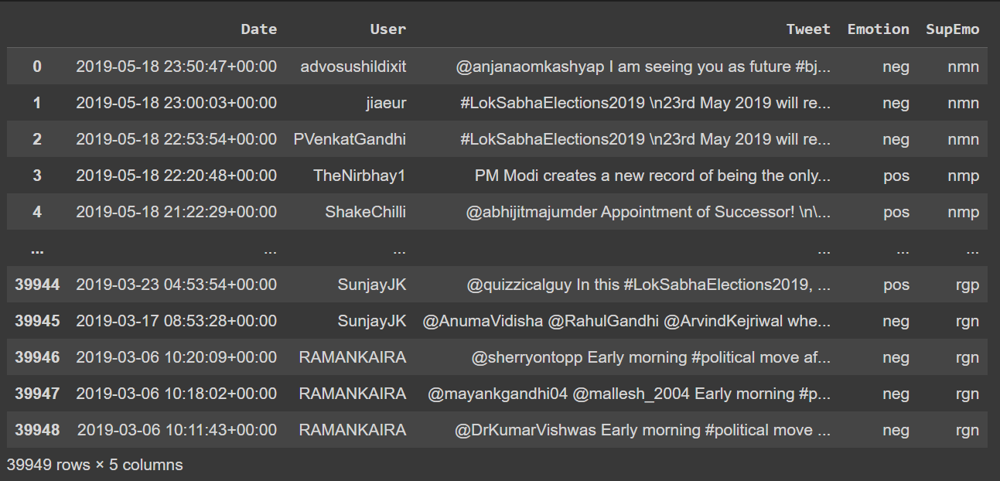 Date User Tweet Emotion SupEmo
0 2019-05-18 23:50:47+00:00 advosushildixit @anjanaomkashyap I am seeing you as future #bj... neg nmn
1 2019-05-18 23:00:03+00:00 jiaeur #LokSabhaElections2019 \n23rd May 2019 will re... neg nmn
2 2019-05-18 22:53:54+00:00 PVenkatGandhi #LokSabhaElections2019 \n23rd May 2019 will re... neg nmn
3 2019-05-18 22:20:48+00:00 TheNirbhay1 PM Modi creates a new record of being the only... pos nmp
4 2019-05-18 21:22:29+00:00 ShakeChilli @abhijitmajumder Appointment of Successor! \n\... pos nmp
... ... ... ... ... ...
39944 2019-03-23 04:53:54+00:00 SunjayJK @quizzicalguy In this #LokSabhaElections2019, ... pos rgp
39945 2019-03-17 08:53:28+00:00 SunjayJK @AnumaVidisha @RahulGandhi @ArvindKejriwal whe... neg rgn
39946 2019-03-06 10:20:09+00:00 RAMANKAIRA @sherryontopp Early morning #political move af... neg rgn
39947 2019-03-06 10:18:02+00:00 RAMANKAIRA @mayankgandhi04 @mallesh_2004 Early morning #p... neg rgn
39948 2019-03-06 10:11:43+00:00 RAMANKAIRA @DrKumarVishwas Early morning #political move ... neg rgn
39949 rows × 5 columns